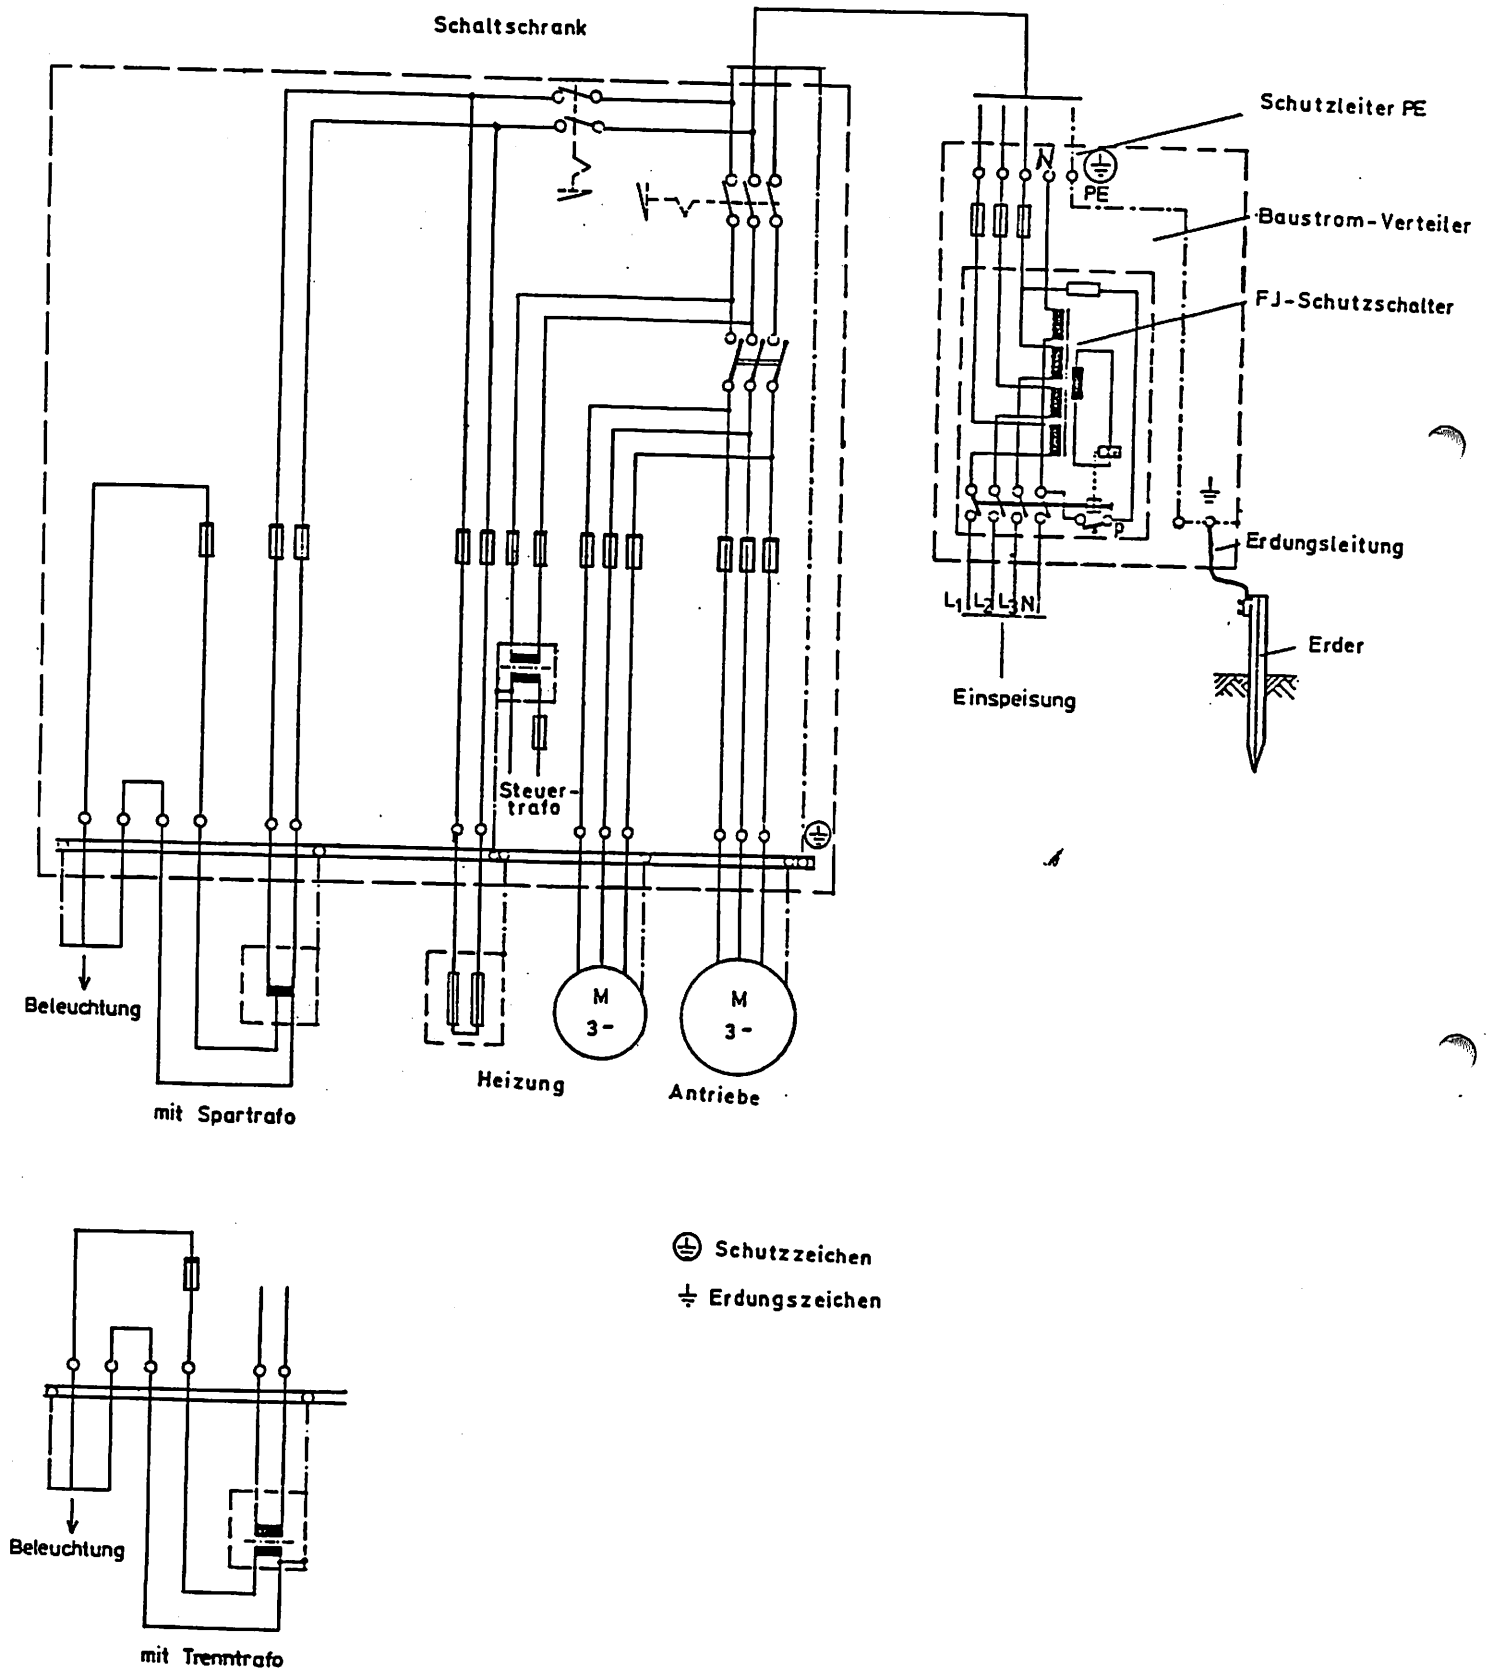 Schaltschrank
Schutzleiter PE
N
PE
Baustrom-Verteiler
FJ-Schutzschalter
P
Erdungsleitung
L1 L2 L3 N
Erder
Einspeisung
Steuer-
trafo
Beleuchtung
M
3-
M
3-
Heizung
Antriebe
mit Spartrafo
Schutzzeichen
Erdungszeichen
Beleuchtung
mit Trenntrafo